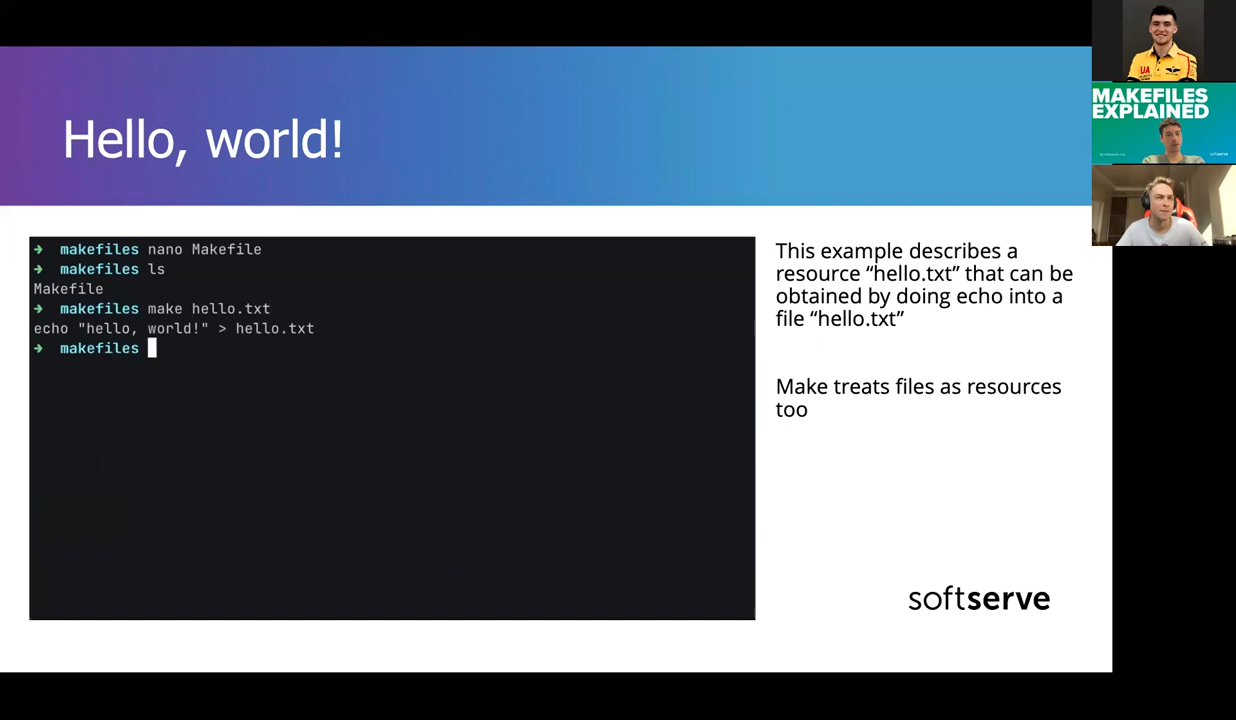 Hello, world!
➜ makefiles nano Makefile
➜ makefiles ls
Makefile
➜ makefiles make hello.txt
echo "hello, world!" > hello.txt
➜ makefiles
This example describes a
resource “hello.txt” that can be
obtained by doing echo into a
file “hello.txt”
Make treats files as resources
too
softserve
UA
MAKEFILES
EXPLAINED
softserve